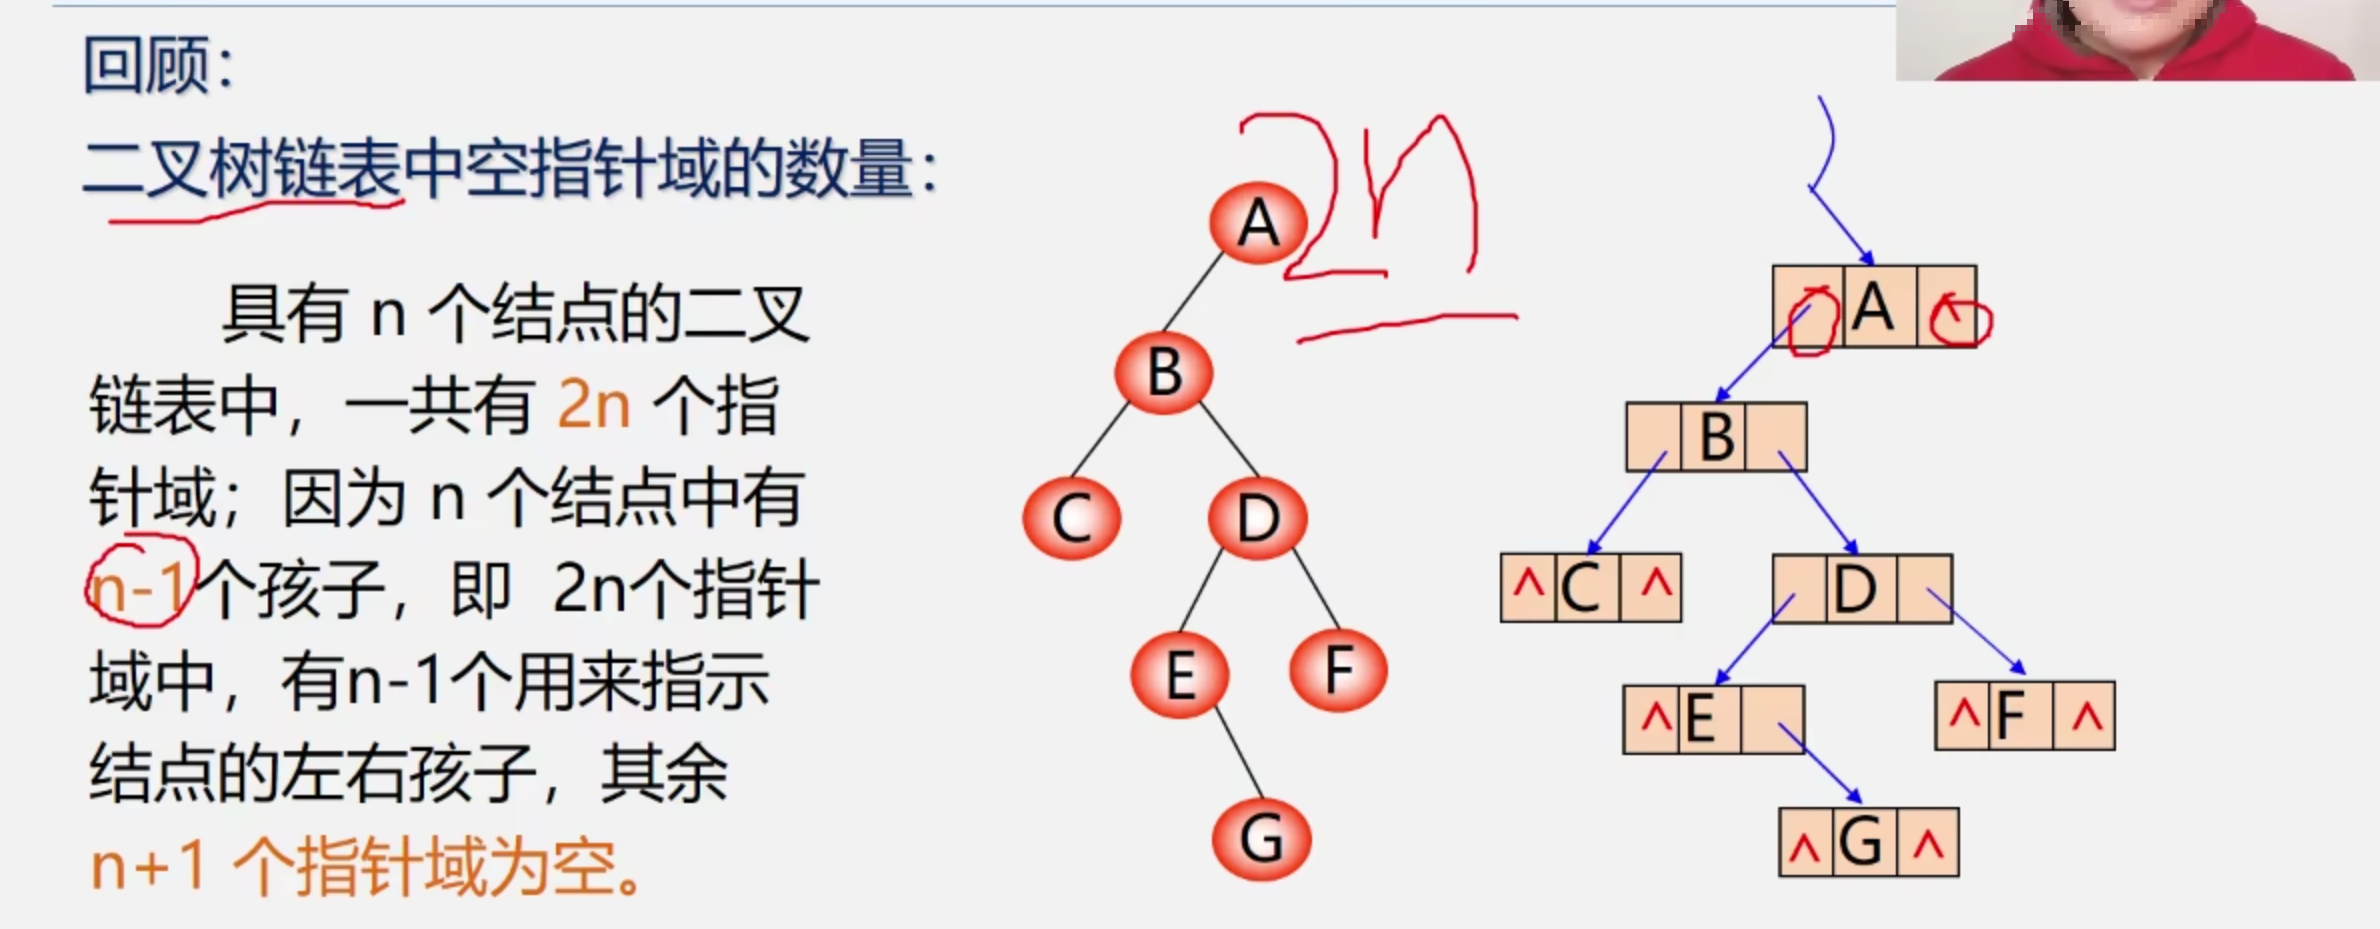 回顾：
二叉树链表中空指针域的数量：
具有 n 个结点的二叉
链表中，一共有 2n 个指
针域；因为 n 个结点中有
n-1个孩子，即 2n个指针
域中，有n-1个用来指示
结点的左右孩子，其余
n+1 个指针域为空。
2n
A
B
C D
E F
G
A ^
B
^ C ^ D
^ E ^ F ^
^ G ^